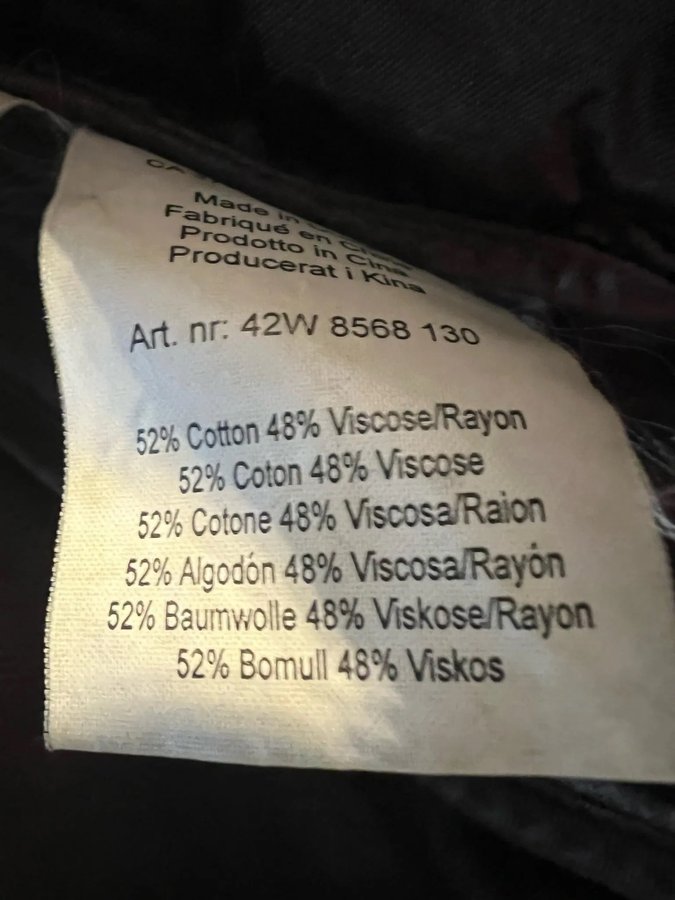 CA
Made in
Fabriqué en Chine
Prodotto in Cina
Producerat i Kina
Art. nr: 42W 8568 130
52% Cotton 48% Viscose/Rayon
52% Coton 48% Viscose
52% Cotone 48% Viscosa/Raion
52% Algodón 48% Viscosa/Rayón
52% Baumwolle 48% Viskose/Rayon
52% Bomull 48% Viskos